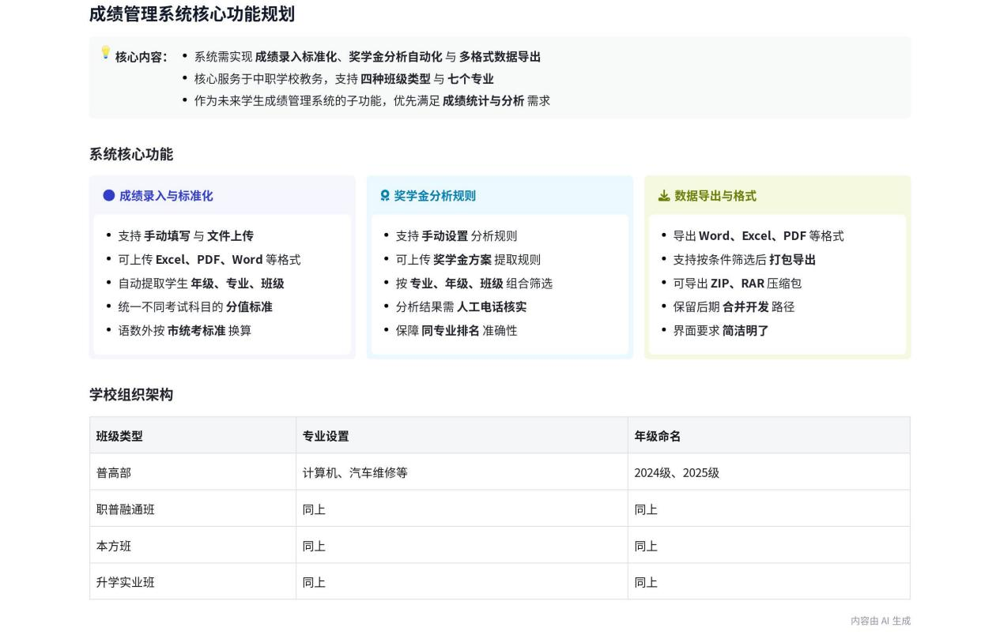 成绩管理系统核心功能规划
核心内容：
系统需实现 成绩录入标准化、奖学金分析自动化 与 多格式数据导出
核心服务于中职学校教务，支持 四种班级类型 与 七个专业
作为未来学生成绩管理系统的子功能，优先满足 成绩统计与分析 需求
系统核心功能
成绩录入与标准化
支持 手动填写 与 文件上传
可上传 Excel、PDF、Word 等格式
自动提取学生 年级、专业、班级
统一不同考试科目的 分值标准
语数外按 市统考标准 换算
奖学金分析规则
支持 手动设置 分析规则
可上传 奖学金方案 提取规则
按 专业、年级、班级 组合筛选
分析结果需 人工电话核实
保障 同专业排名 准确性
数据导出与格式
导出 Word、Excel、PDF 等格式
支持按条件筛选后 打包导出
可导出 ZIP、RAR 压缩包
保留后期 合并开发 路径
界面要求 简洁明了
学校组织架构
班级类型 专业设置 年级命名
普高部 计算机、汽车维修等 2024级、2025级
职普融通班 同上 同上
本方班 同上 同上
升学实业班 同上 同上
内容由 AI 生成